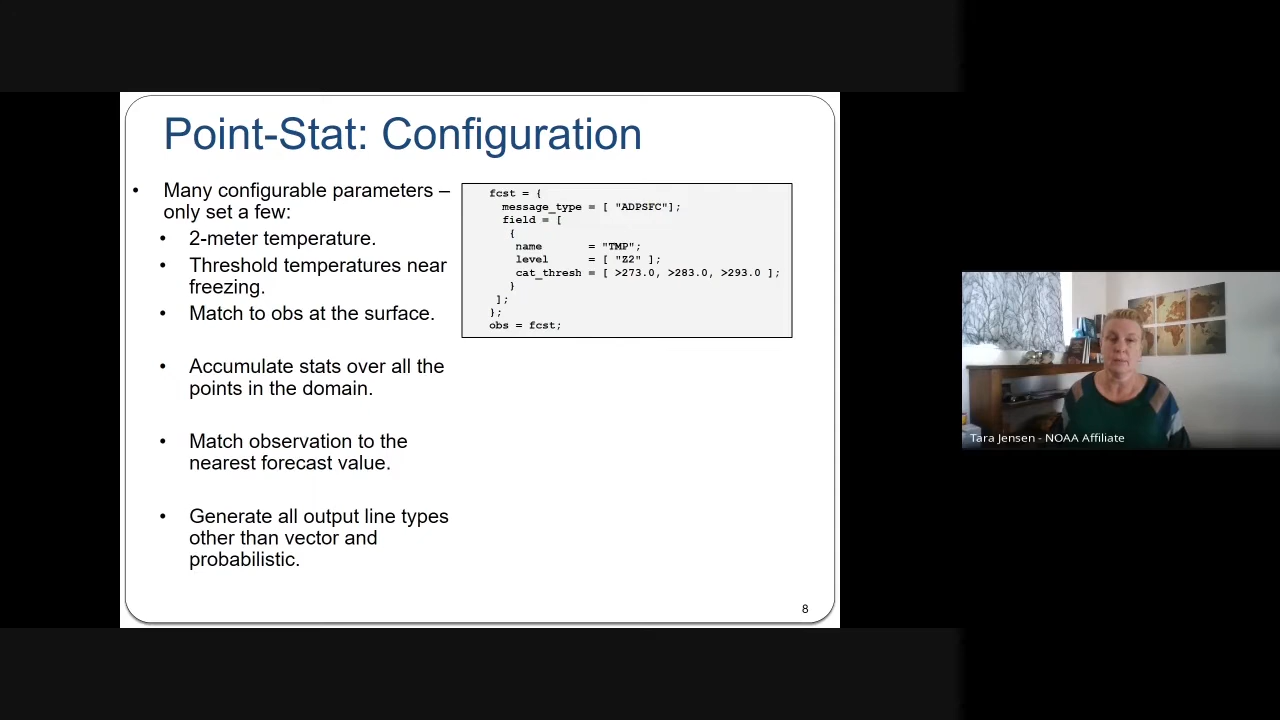 Point-Stat: Configuration
• Many configurable parameters –
only set a few:
• 2-meter temperature.
• Threshold temperatures near
freezing.
• Match to obs at the surface.
• Accumulate stats over all the
points in the domain.
• Match observation to the
nearest forecast value.
• Generate all output line types
other than vector and
probabilistic.
fcst = {
message_type = [ "ADPSFC"];
field = [
{
name = "TMP";
level = [ "Z2" ];
cat_thresh = [ >273.0, >283.0, >293.0 ];
}
];
};
obs = fcst;
8
Tara Jensen - NOAA Affiliate